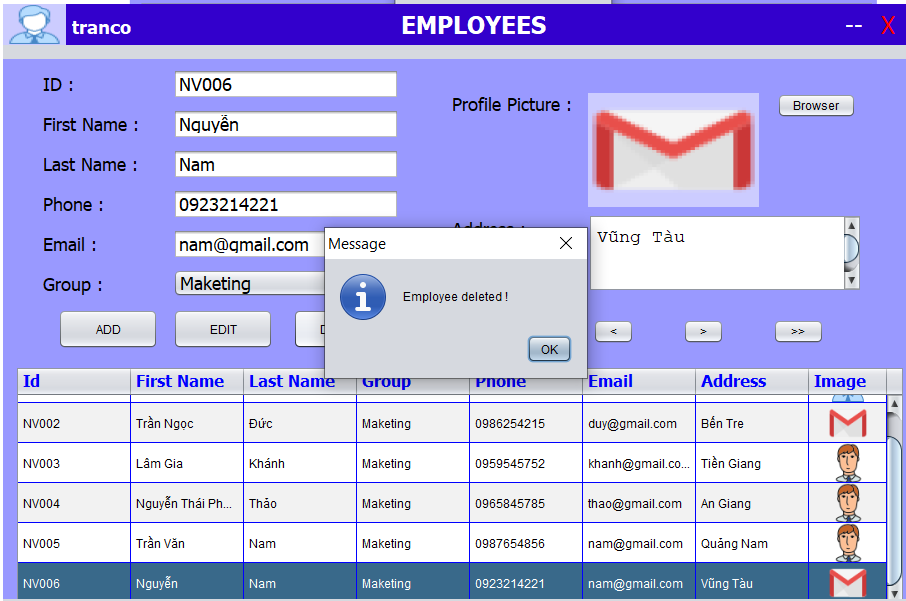 tranco EMPLOYEES -- X
ID : NV006
Profile Picture : Browser
First Name : Nguyễn
Last Name : Nam
Phone : 0923214221
Address :
Vũng Tàu
Email : nam@gmail.com
Group : Maketing
Message
Employee deleted !
OK
ADD EDIT D < > >>
Id First Name Last Name Group Phone Email Address Image
NV002 Trần Ngọc Đức Maketing 0986254215 duy@gmail.com Bến Tre
NV003 Lâm Gia Khánh Maketing 0959545752 khanh@gmail.co... Tiền Giang
NV004 Nguyễn Thái Ph... Thảo Maketing 0965845785 thao@gmail.com An Giang
NV005 Trần Văn Nam Maketing 0987654856 nam@gmail.com Quảng Nam
NV006 Nguyễn Nam Maketing 0923214221 nam@gmail.com Vũng Tàu